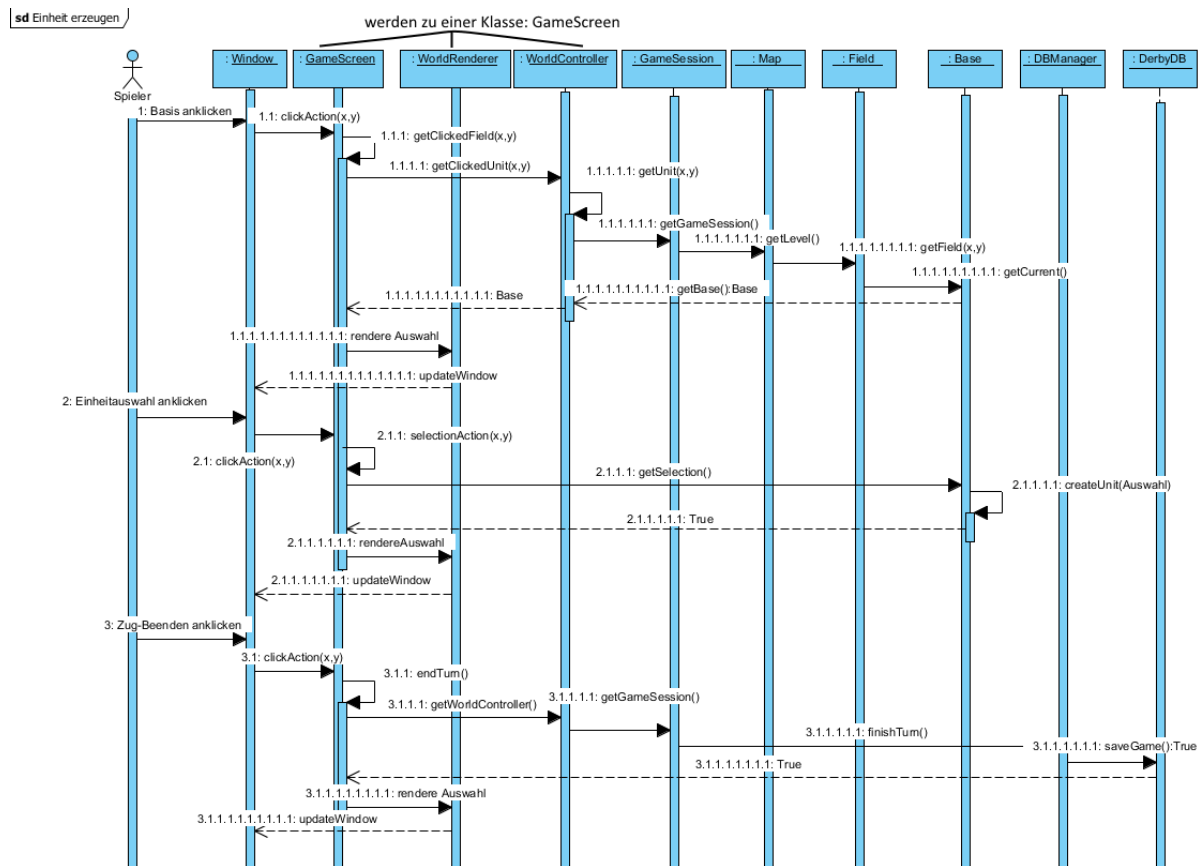 sd Einheit erzeugen
werden zu einer Klasse: GameScreen
: Window
: GameScreen
: WorldRenderer
: WorldController
: GameSession
: Map
: Field
: Base
: DBManager
: DerbyDB
Spieler
1: Basis anklicken
1.1: clickAction(x,y)
1.1.1: getClickedField(x,y)
1.1.1.1: getClickedUnit(x,y)
1.1.1.1.1: getUnit(x,y)
1.1.1.1.1.1: getGameSession()
1.1.1.1.1.1.1: getLevel()
1.1.1.1.1.1.1.1: getField(x,y)
1.1.1.1.1.1.1.1.1: getCurrent()
1.1.1.1.1.1.1.1.1.1: getBase():Base
1.1.1.1.1.1.1.1.1.1.1: Base
1.1.1.1.1.1.1.1.1.1.1.1: rendere Auswahl
1.1.1.1.1.1.1.1.1.1.1.1.1: updateWindow
2: Einheitauswahl anklicken
2.1.1: selectionAction(x,y)
2.1: clickAction(x,y)
2.1.1.1: getSelection()
2.1.1.1.1: createUnit(Auswahl)
2.1.1.1.1.1: True
2.1.1.1.1.1.1: rendereAuswahl
2.1.1.1.1.1.1.1: updateWindow
3: Zug-Beenden anklicken
3.1: clickAction(x,y)
3.1.1: endTurn()
3.1.1.1.1: getGameSession()
3.1.1.1: getWorldController()
3.1.1.1.1.1: finishTurn()
3.1.1.1.1.1.1: saveGame():True
3.1.1.1.1.1.1.1: True
3.1.1.1.1.1.1.1.1: rendere Auswahl
3.1.1.1.1.1.1.1.1.1: updateWindow